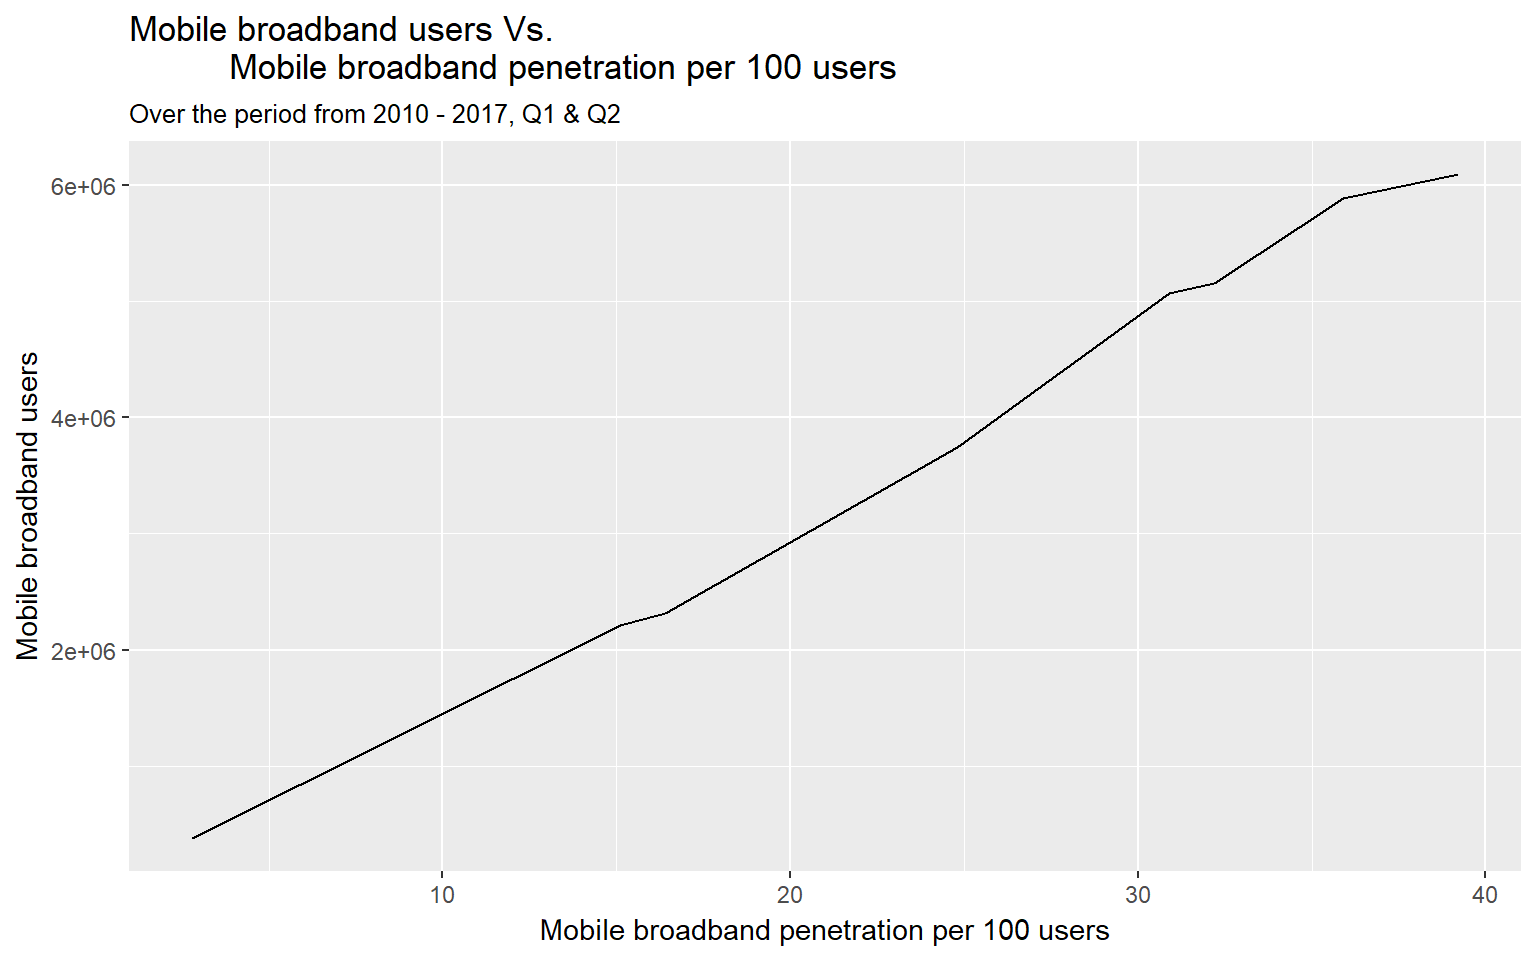 Mobile broadband users Vs.
Mobile broadband penetration per 100 users
Over the period from 2010 - 2017, Q1 & Q2
6e+06
4e+06
2e+06
Mobile broadband users
10 20 30 40
Mobile broadband penetration per 100 users